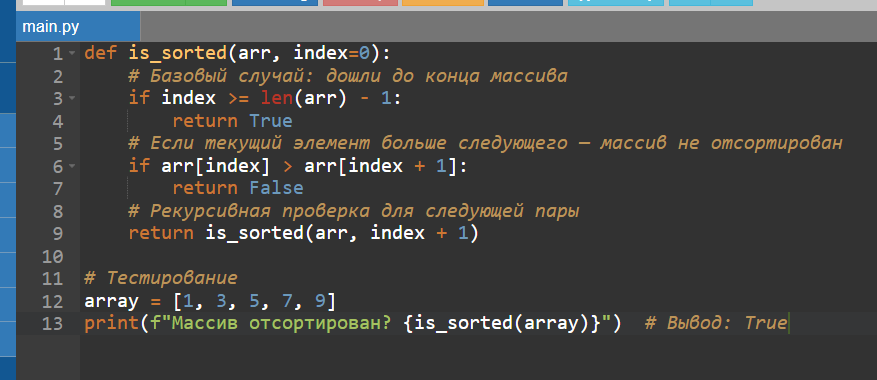 main.py
1 def is_sorted(arr, index=0):
2     # Базовый случай: дошли до конца массива
3     if index >= len(arr) - 1:
4         return True
5     # Если текущий элемент больше следующего — массив не отсортирован
6     if arr[index] > arr[index + 1]:
7         return False
8     # Рекурсивная проверка для следующей пары
9     return is_sorted(arr, index + 1)
10
11 # Тестирование
12 array = [1, 3, 5, 7, 9]
13 print(f"Массив отсортирован? {is_sorted(array)}")  # Вывод: True